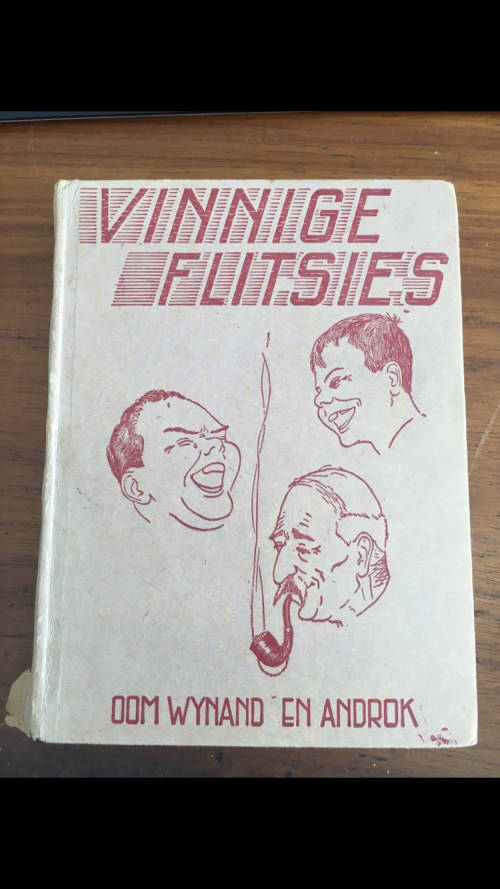 VINNIGE
FLITSIES
OOM WYNAND EN ANDROK